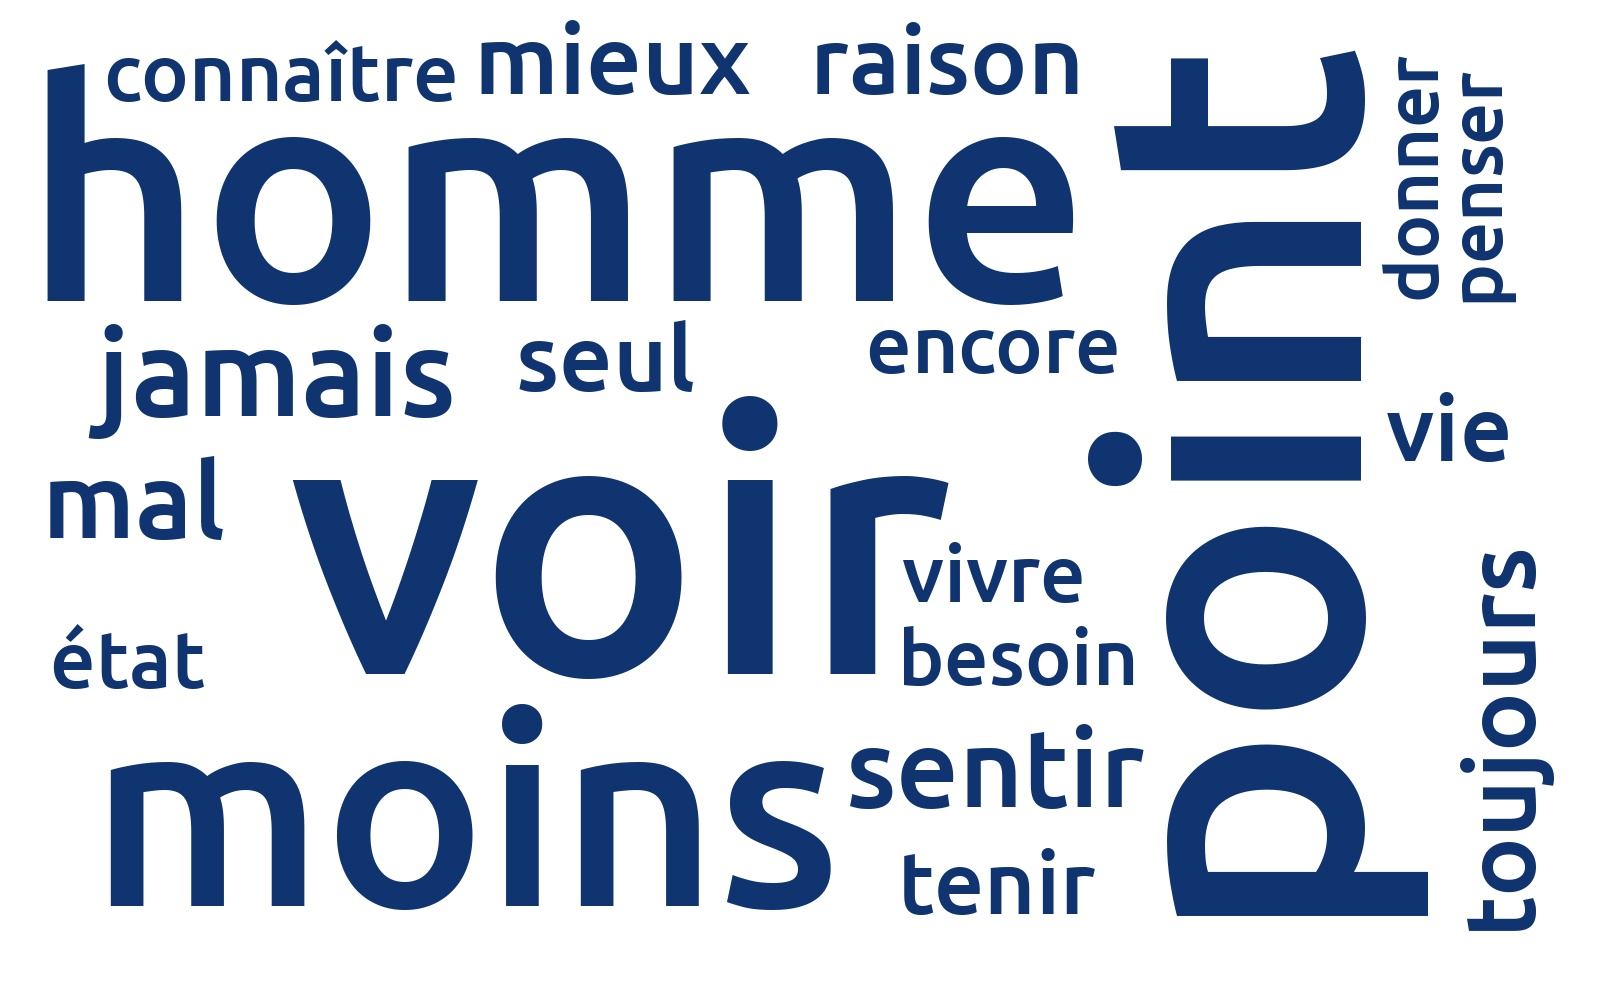 connaître
mieux
raison
homme
point
donner
penser
jamais
seul
encore
vie
mal
voir
vivre
toujours
état
besoin
moins
sentir
tenir